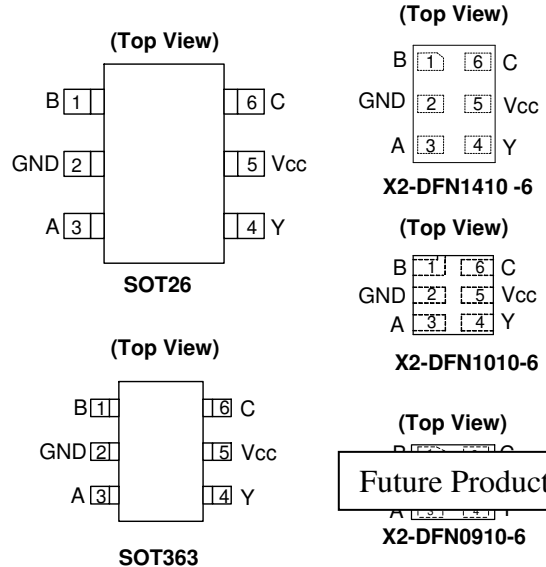 (Top View)
B 1 6 C
GND 2 5 Vcc
A 3 4 Y
SOT26
(Top View)
B 1 6 C
GND 2 5 Vcc
A 3 4 Y
SOT363
(Top View)
B 1 6 C
GND 2 5 Vcc
A 3 4 Y
X2-DFN1410 -6
(Top View)
B 1 6 C
GND 2 5 Vcc
A 3 4 Y
X2-DFN1010-6
(Top View)
Future Product
A 3 4
X2-DFN0910-6